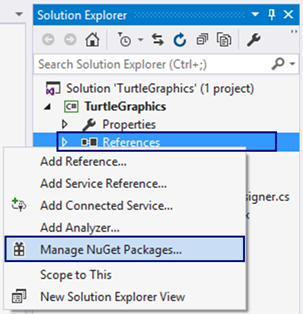 Solution Explorer
Search Solution Explorer (Ctrl+;)
Solution 'TurtleGraphics' (1 project)
TurtleGraphics
Properties
References
Add Reference...
Add Service Reference...
Add Connected Service...
signer.cs
Add Analyzer...
Manage NuGet Packages...
Scope to This
New Solution Explorer View